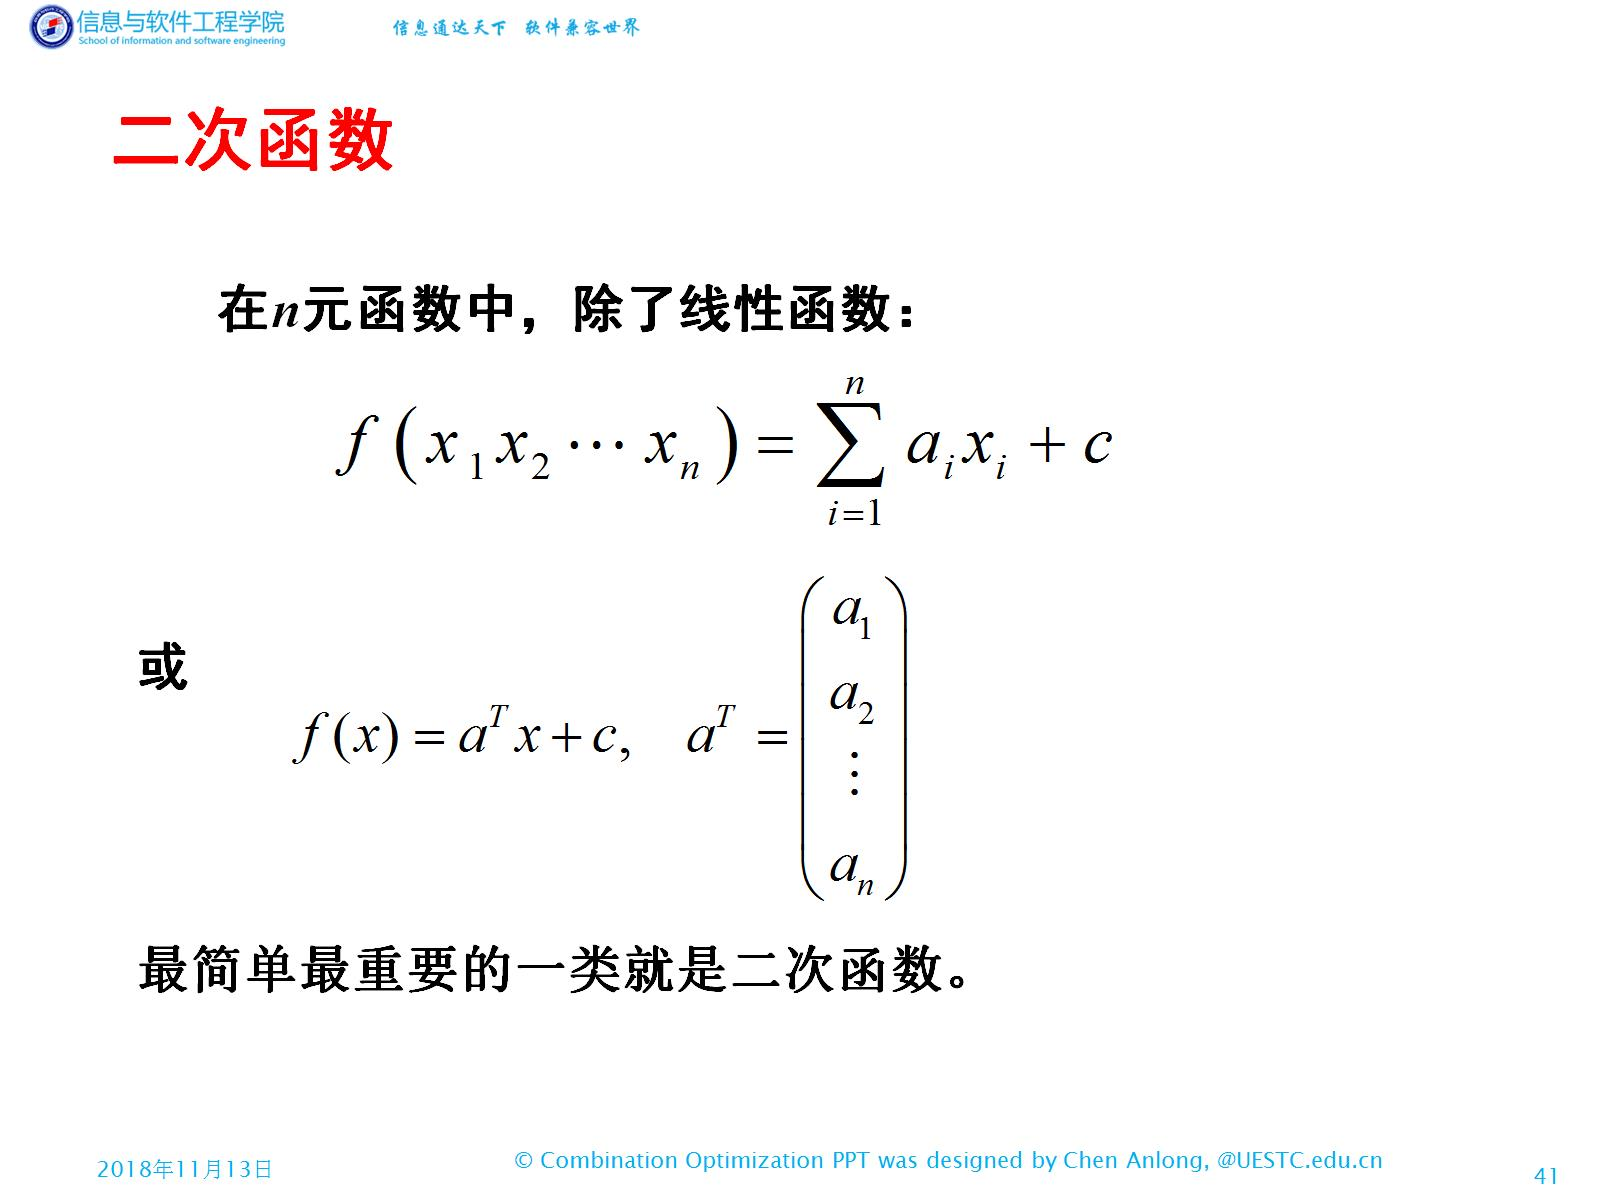 信息与软件工程学院
School of information and software engineering
信息通达天下 软件兼容世界
二次函数
在n元函数中，除了线性函数：
f(x₁x₂⋯xₙ) = ∑ᵢ₌₁ⁿ aᵢxᵢ + c
或
f(x) = aᵀx + c, aᵀ = (a₁ a₂ ⋮ aₙ)
最简单最重要的一类就是二次函数。
2018年11月13日
© Combination Optimization PPT was designed by Chen Anlong, @UESTC.edu.cn
41